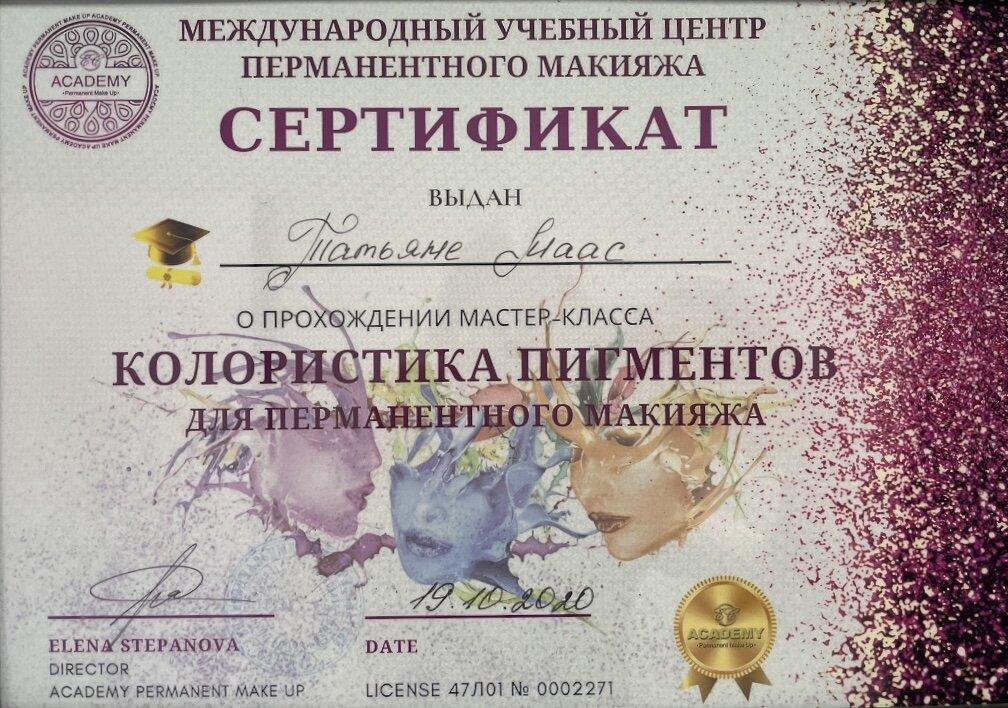 МЕЖДУНАРОДНЫЙ УЧЕБНЫЙ ЦЕНТР
ПЕРМАНЕНТНОГО МАКИЯЖА
ACADEMY
Permanent Make Up
СЕРТИФИКАТ
ВЫДАН
Татьяне Маас
О ПРОХОЖДЕНИИ МАСТЕР-КЛАССА
КОЛОРИСТИКА ПИГМЕНТОВ
ДЛЯ ПЕРМАНЕНТНОГО МАКИЯЖА
19.10.2020
ELENA STEPANOVA
DIRECTOR
ACADEMY PERMANENT MAKE UP
DATE
LICENSE 47Л01 № 0002271
ACADEMY
Permanent Make Up